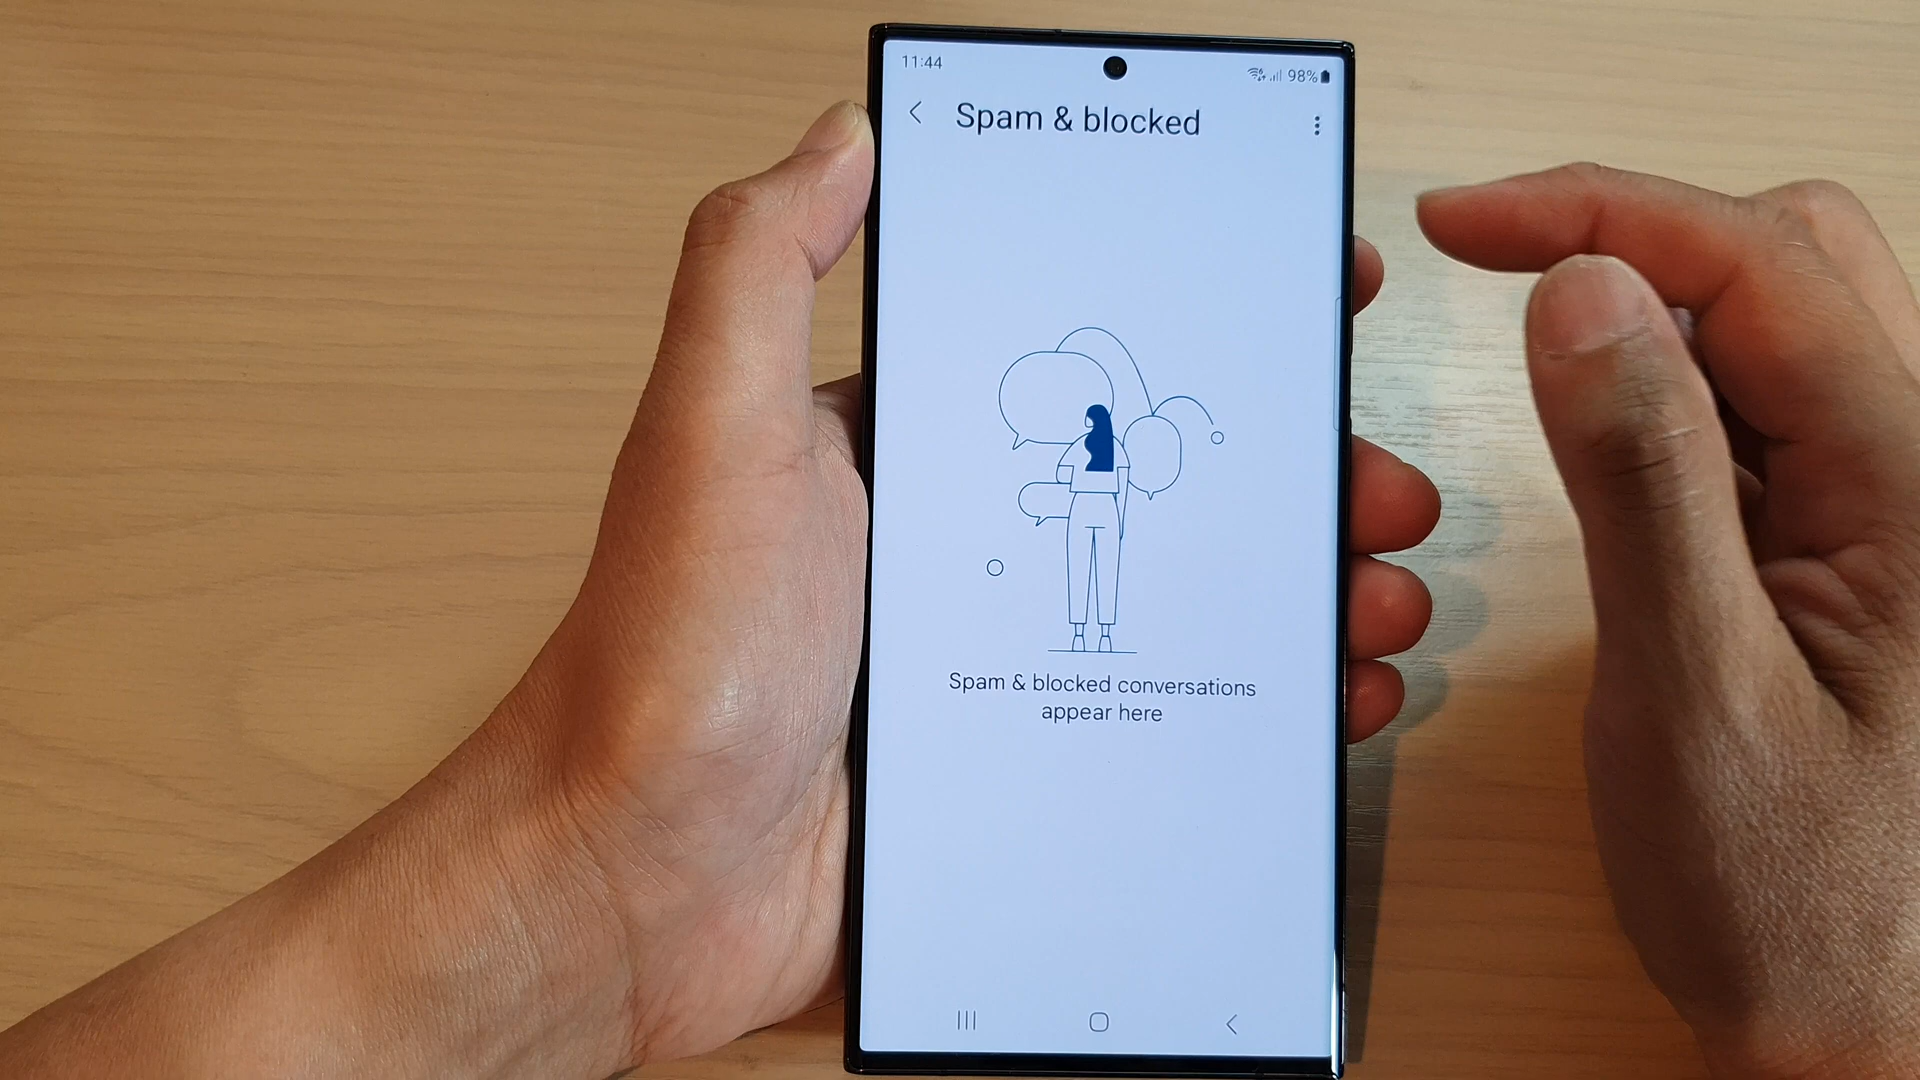 11:44
98%
Spam & blocked
Spam & blocked conversations
appear here